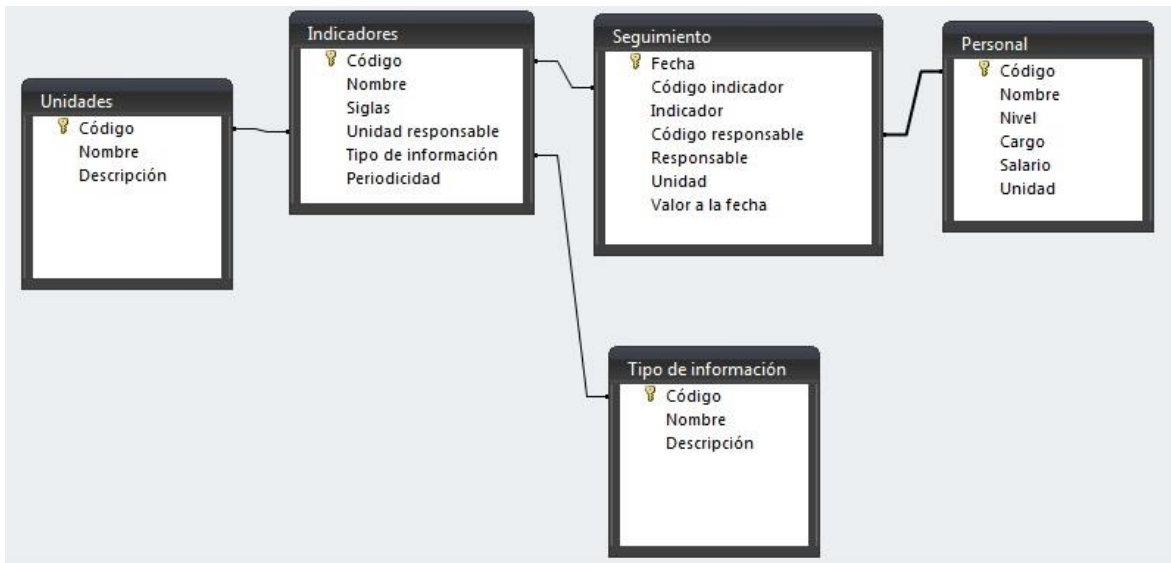 Unidades
Código
Nombre
Descripción
Indicadores
Código
Nombre
Siglas
Unidad responsable
Tipo de información
Periodicidad
Seguimiento
Fecha
Código indicador
Indicador
Código responsable
Responsable
Unidad
Valor a la fecha
Personal
Código
Nombre
Nivel
Cargo
Salario
Unidad
Tipo de información
Código
Nombre
Descripción